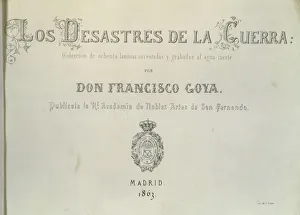 LOS DESASTRES DE LA GUERRA:
Coleccion de ochenta láminas inventadas y grabadas al agua fuerte
POR
DON FRANCISCO GOYA.
Publícala la Rl. Academia de Nobles Artes de San Fernando.
MADRID.
1863.